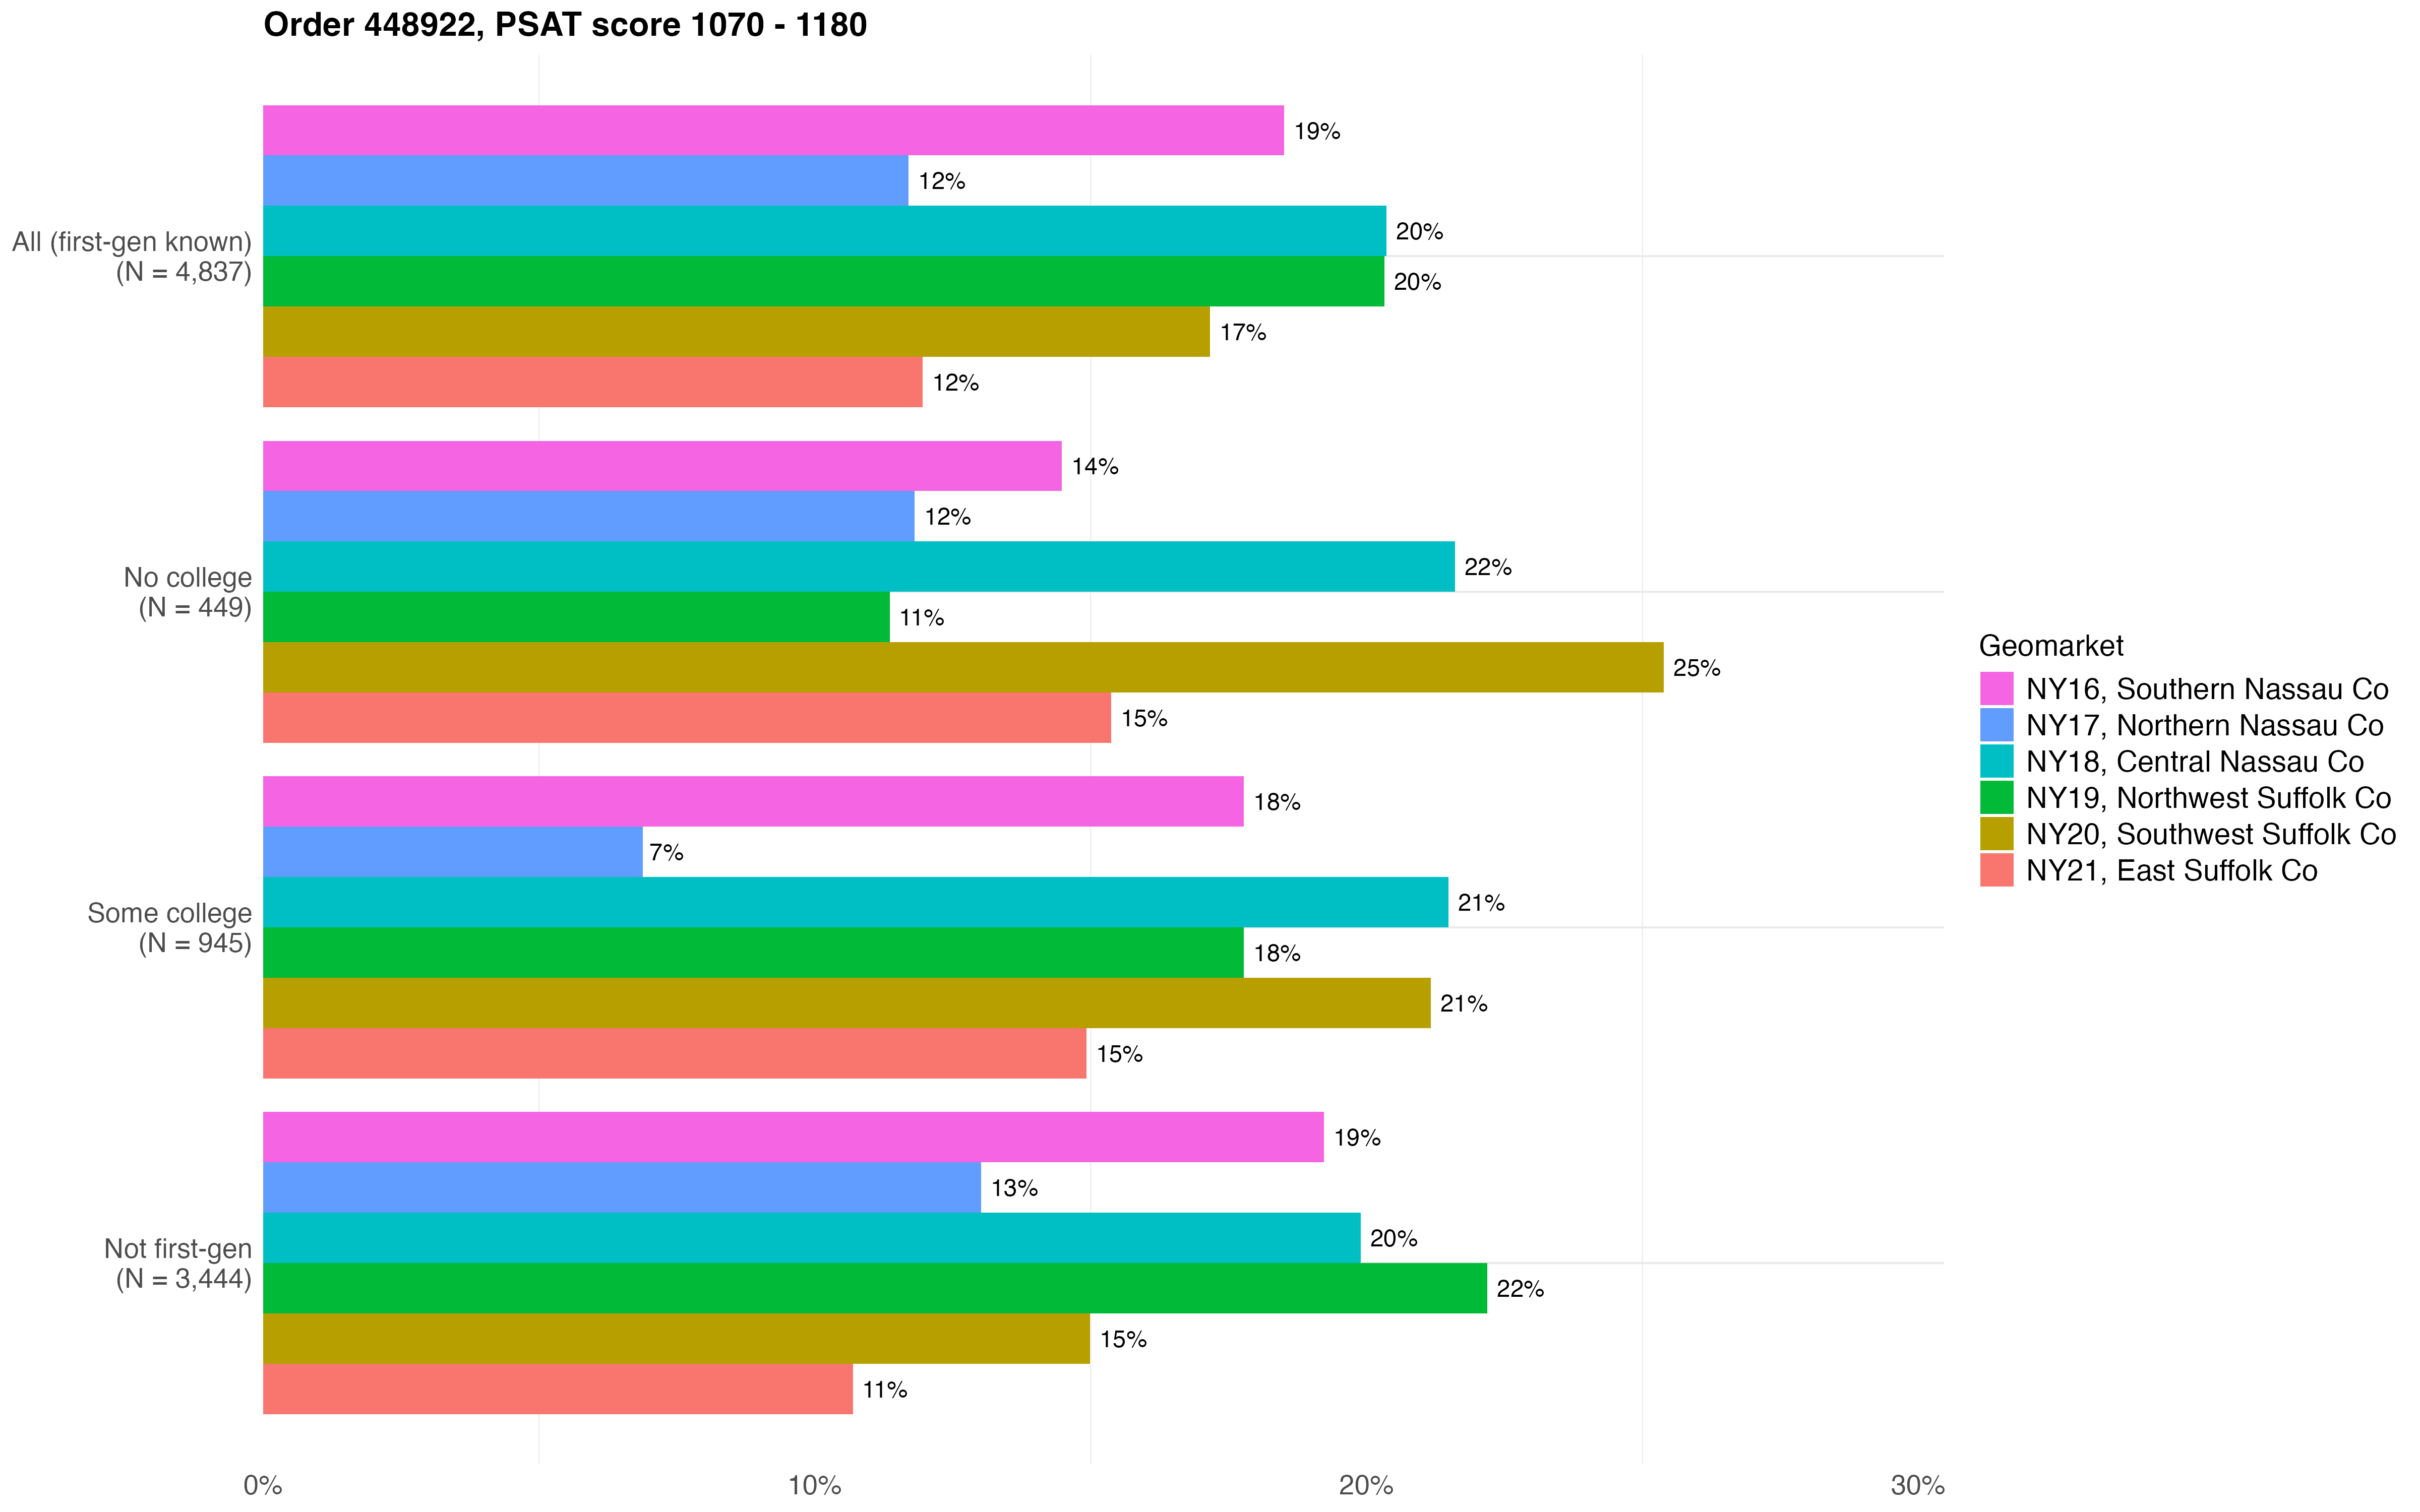 Order 448922, PSAT score 1070 - 1180
All (first-gen known)
(N = 4,837)
19%
12%
20%
20%
17%
12%
No college
(N = 449)
14%
12%
22%
11%
25%
15%
Some college
(N = 945)
18%
7%
21%
18%
21%
15%
Not first-gen
(N = 3,444)
19%
13%
20%
22%
15%
11%
0%
10%
20%
30%
Geomarket
NY16, Southern Nassau Co
NY17, Northern Nassau Co
NY18, Central Nassau Co
NY19, Northwest Suffolk Co
NY20, Southwest Suffolk Co
NY21, East Suffolk Co